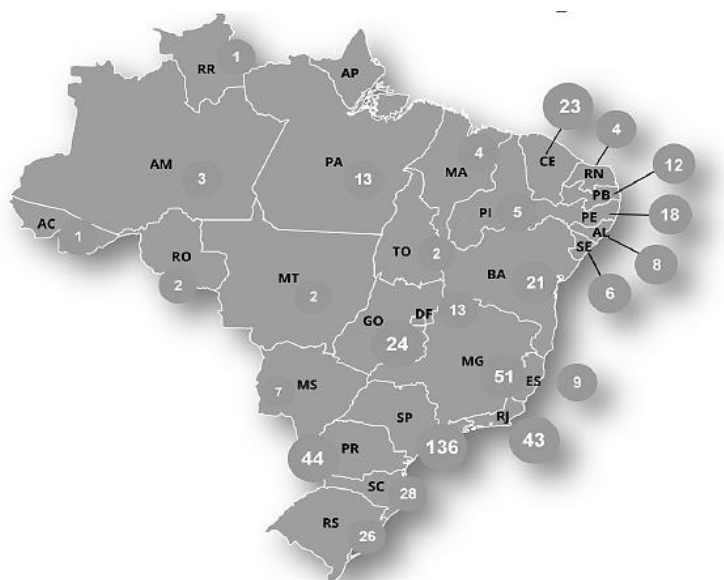 RR
1
AP
23
4
AM
3
PA
13
MA
4
CE
RN
12
PB
PI
5
PE
18
AL
AC
1
SE
8
RO
2
TO
2
BA
21
6
MT
2
GO
DF
13
24
MG
51
ES
9
MS
7
SP
RJ
43
44
PR
136
SC
28
RS
26